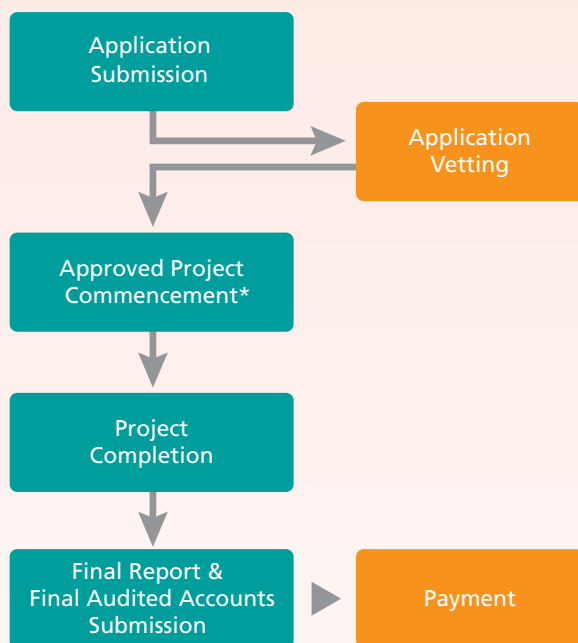 Application
Submission
Application
Vetting
Approved Project
Commencement*
Project
Completion
Final Report &
Final Audited Accounts
Submission
Payment